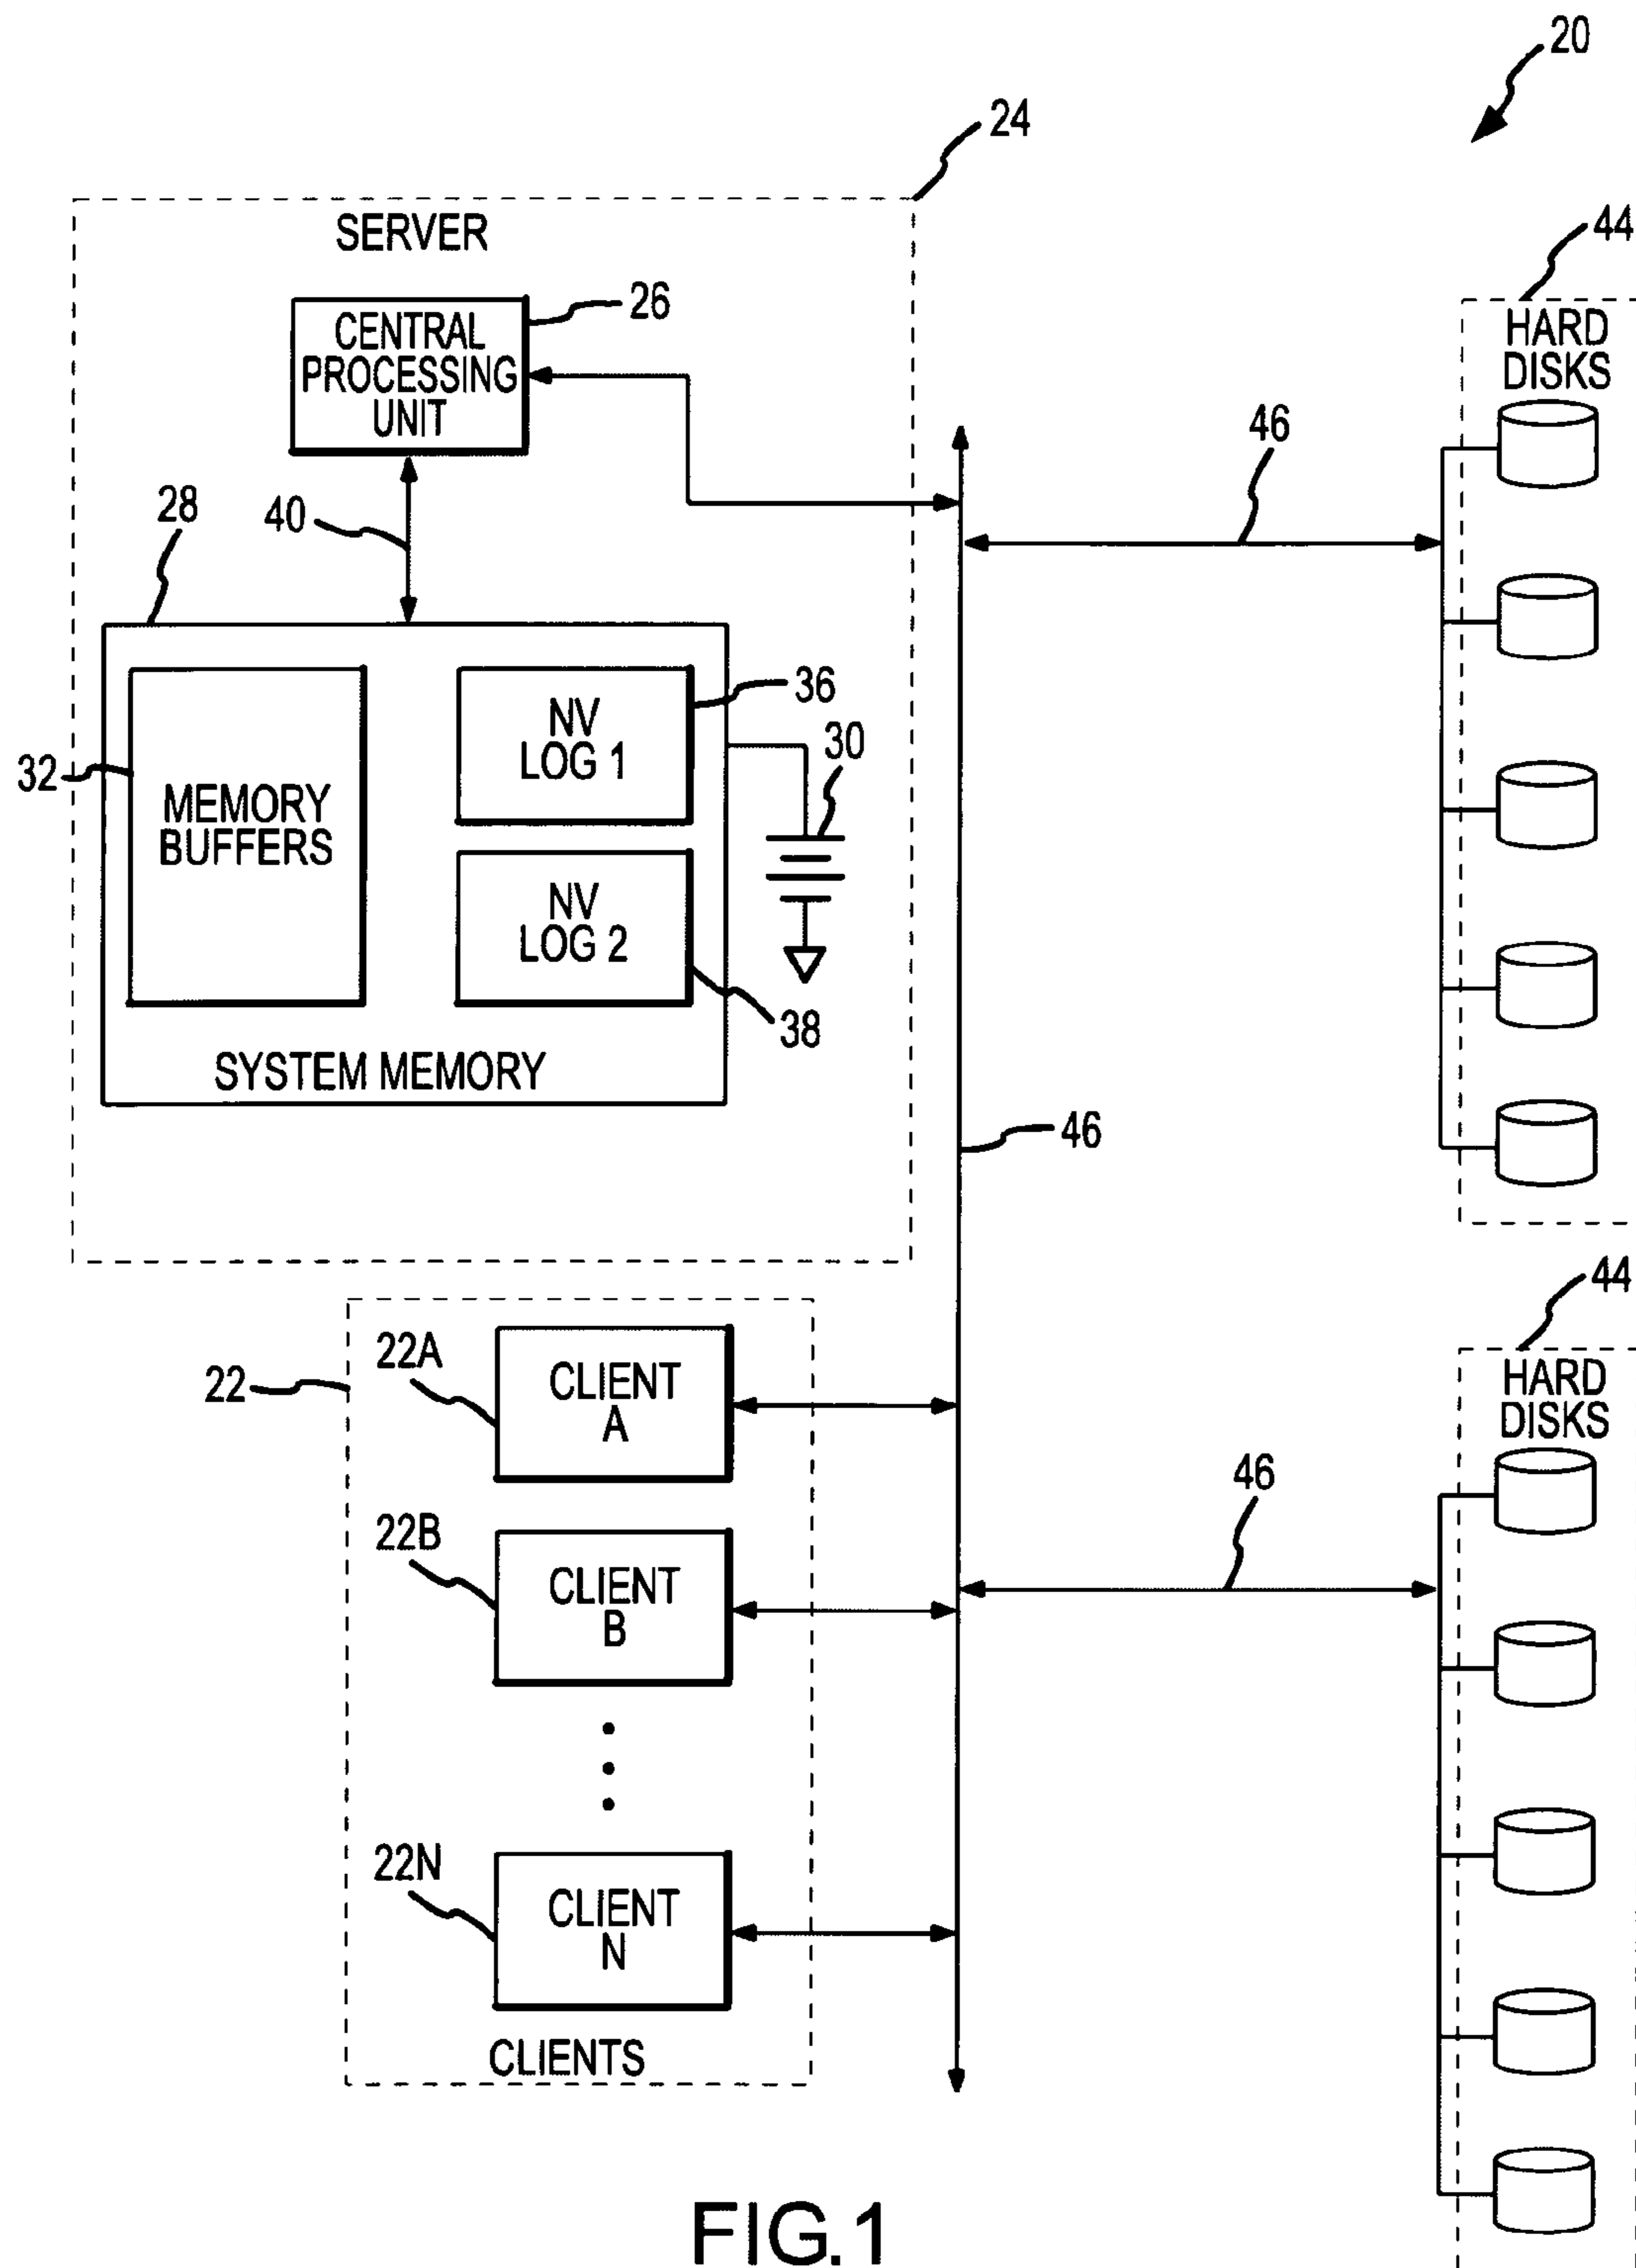 20
24
SERVER
44
26
CENTRAL
PROCESSING
UNIT
HARD
DISKS
46
28
40
36
NV
LOG 1
30
32
MEMORY
BUFFERS
NV
LOG 2
38
SYSTEM MEMORY
46
44
22A
22
CLIENT
A
HARD
DISKS
46
22B
CLIENT
B
22N
CLIENT
N
CLIENTS
FIG.1